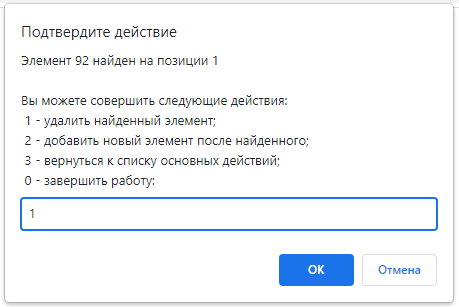 Подтвердите действие
Элемент 92 найден на позиции 1
Вы можете совершить следующие действия:
1 - удалить найденный элемент;
2 - добавить новый элемент после найденного;
3 - вернуться к списку основных действий;
0 - завершить работу:
1
ОК
Отмена